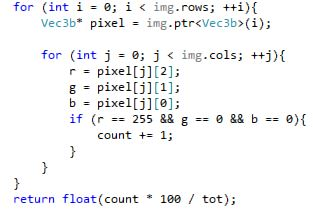 for (int i = 0; i < img.rows; ++i){
Vec3b* pixel = img.ptr<Vec3b>(i);
for (int j = 0; j < img.cols; ++j){
r = pixel[j][2];
g = pixel[j][1];
b = pixel[j][0];
if (r == 255 && g == 0 && b == 0){
count += 1;
}
}
}
return float(count * 100 / tot);